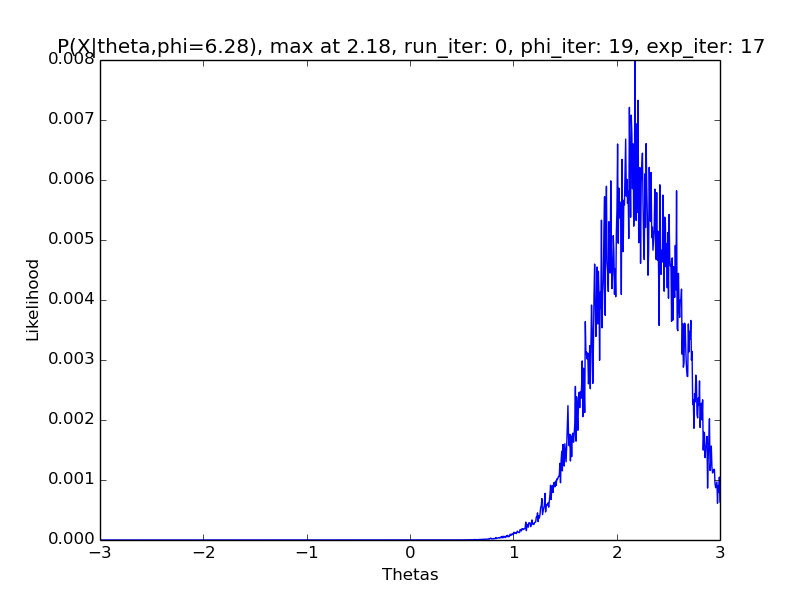 P(X|theta,phi=6.28), max at 2.18, run_iter: 0, phi_iter: 19, exp_iter: 17
0.008
0.007
0.006
0.005
0.004
0.003
0.002
0.001
0.000
Likelihood
−3 −2 −1 0 1 2 3
Thetas